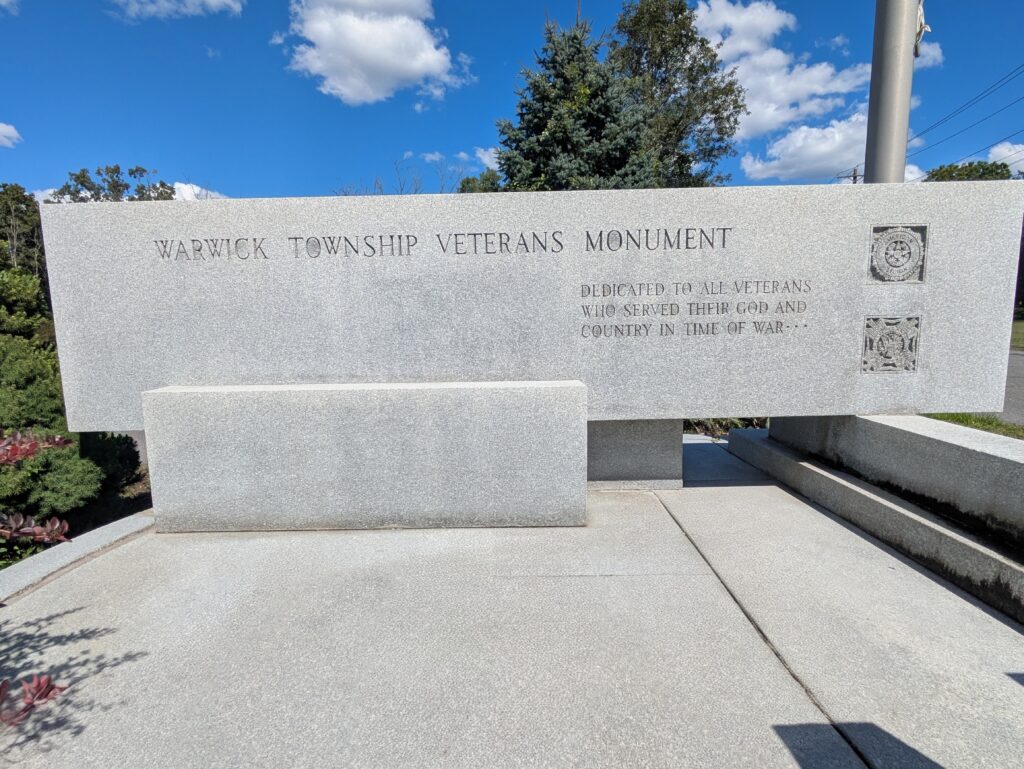 WARWICK TOWNSHIP VETERANS MONUMENT
DEDICATED TO ALL VETERANS
WHO SERVED THEIR GOD AND
COUNTRY IN TIME OF WAR···